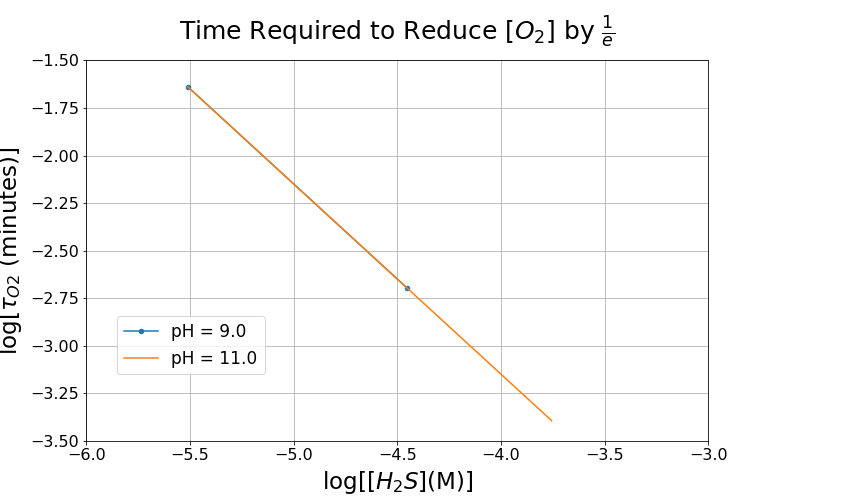 Time Required to Reduce [O₂] by 1/e
−1.50
−1.75
−2.00
−2.25
−2.50
−2.75
−3.00
−3.25
−3.50
log[τ_O2 (minutes)]
pH = 9.0
pH = 11.0
−6.0 −5.5 −5.0 −4.5 −4.0 −3.5 −3.0
log[[H₂S](M)]